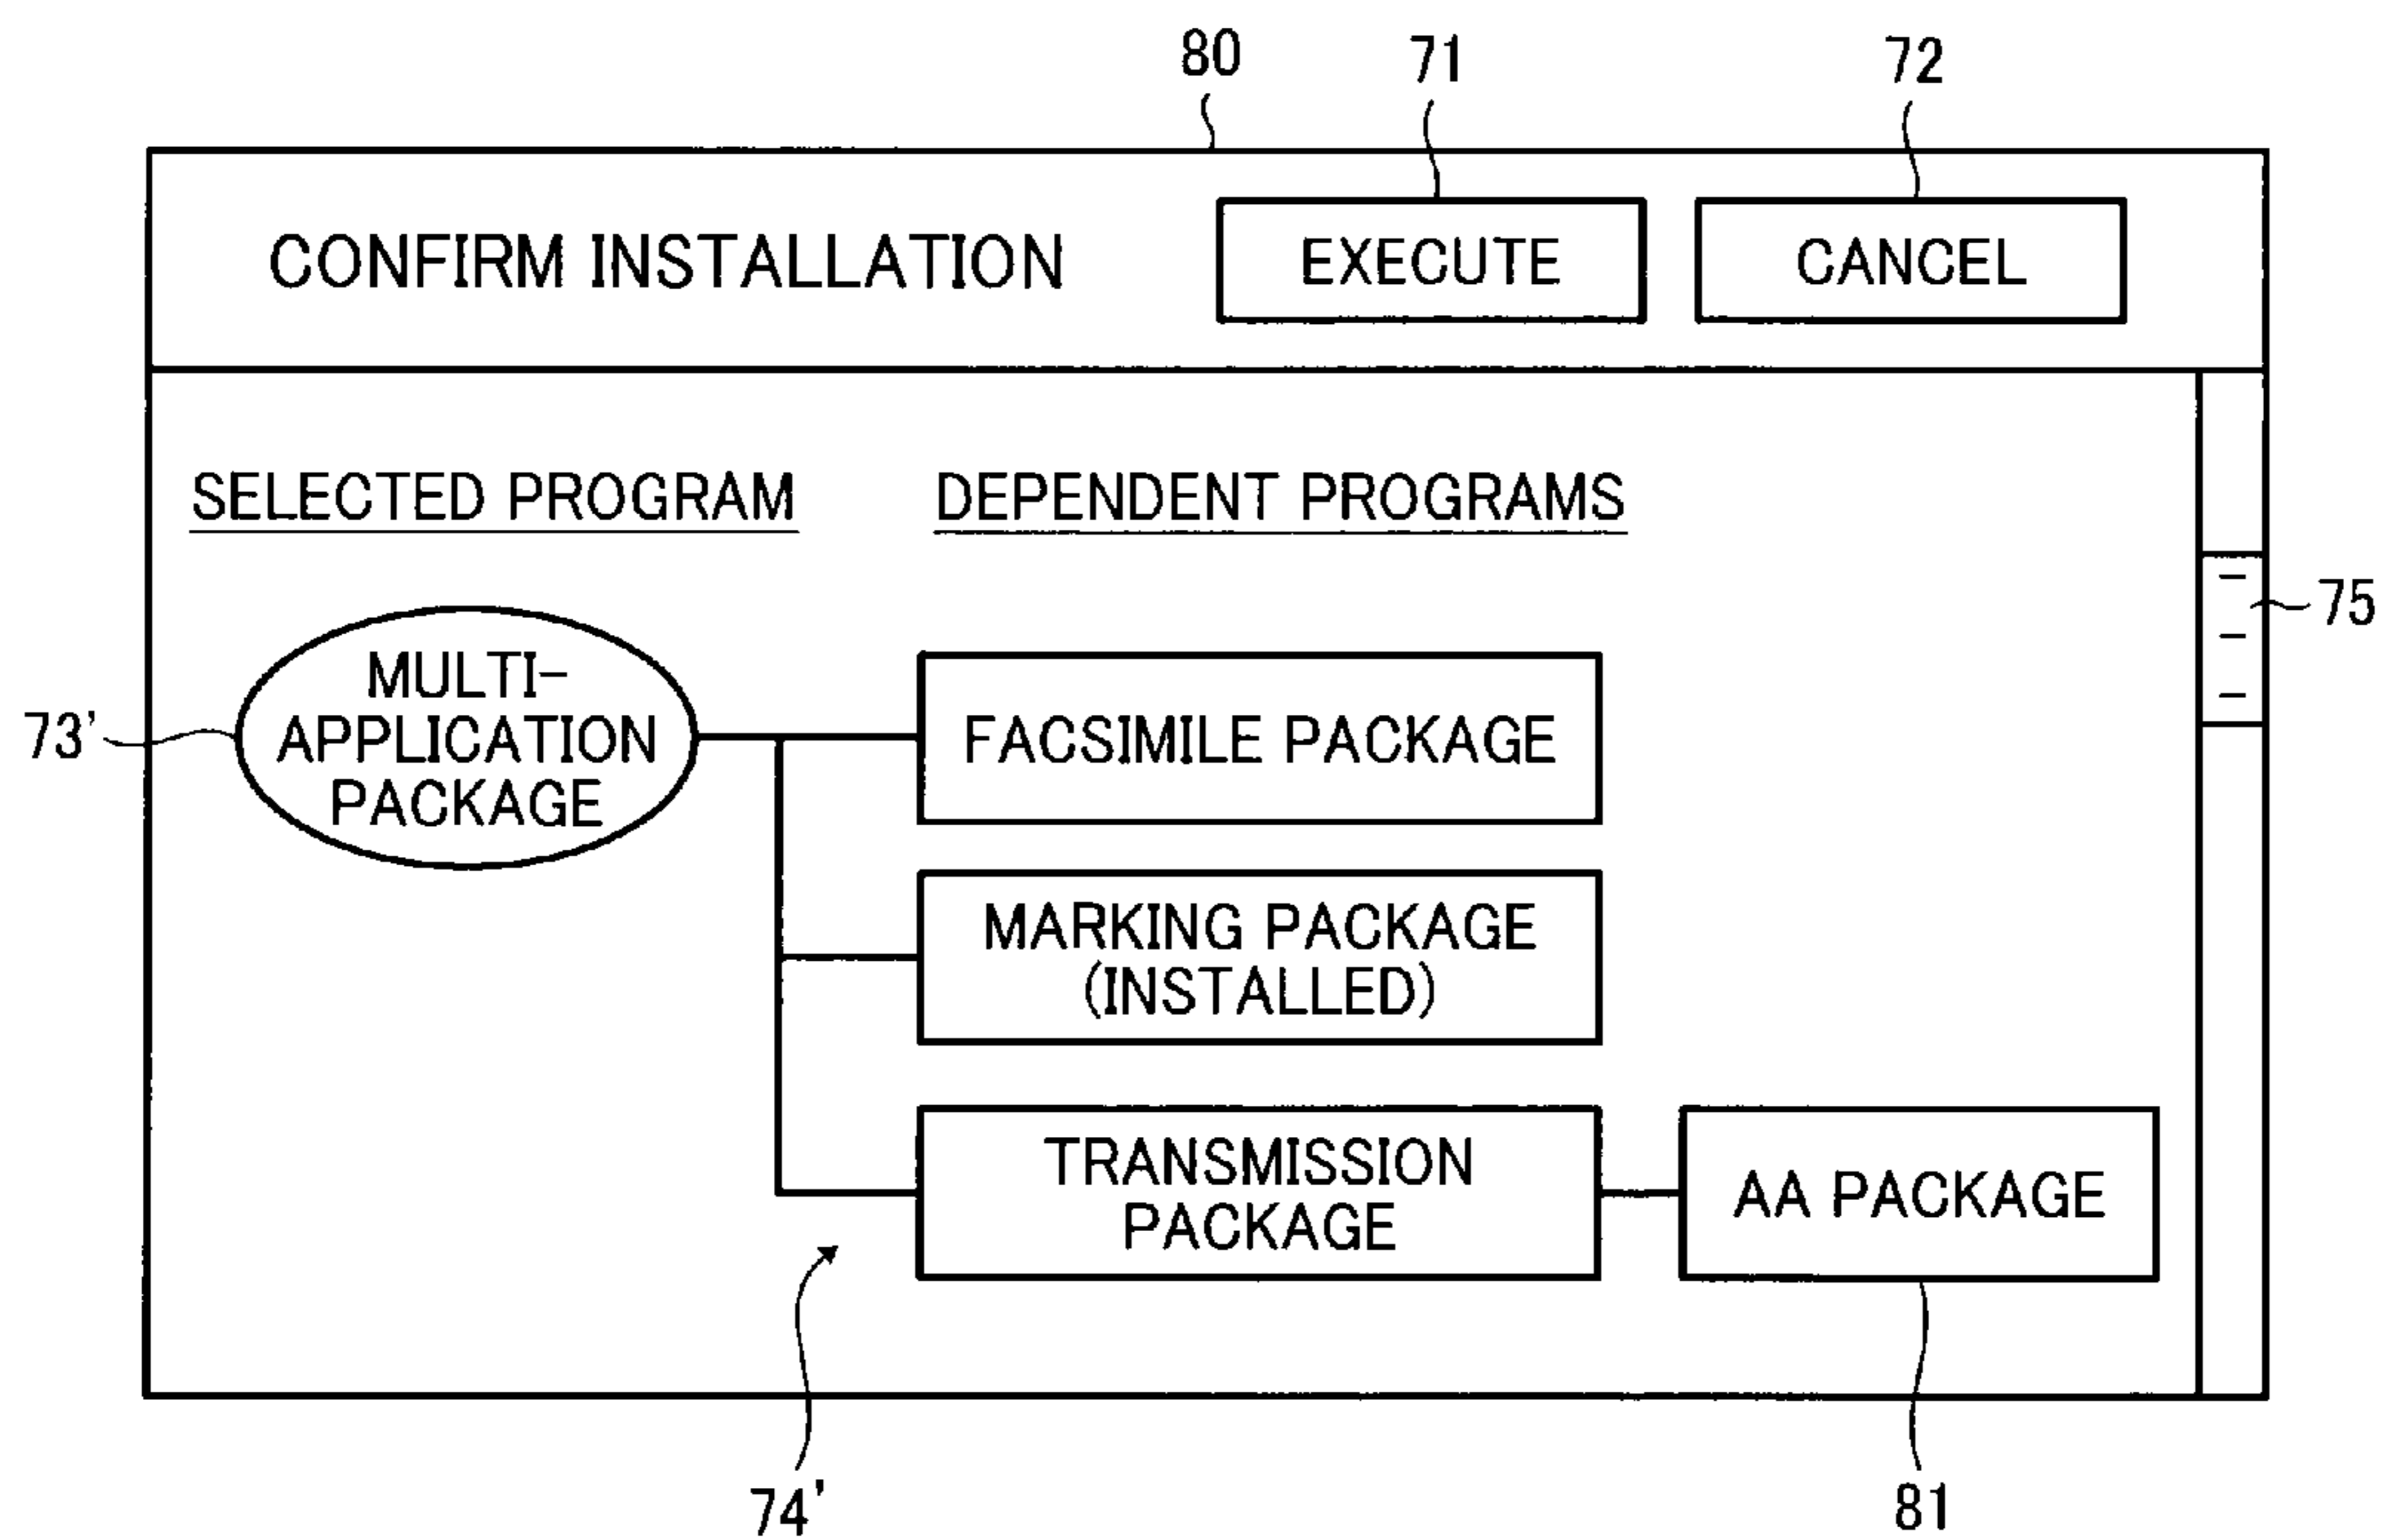 80
71
72
CONFIRM INSTALLATION
EXECUTE
CANCEL
SELECTED PROGRAM
DEPENDENT PROGRAMS
75
73'
MULTI-
APPLICATION
PACKAGE
FACSIMILE PACKAGE
MARKING PACKAGE
(INSTALLED)
TRANSMISSION
PACKAGE
AA PACKAGE
74'
81